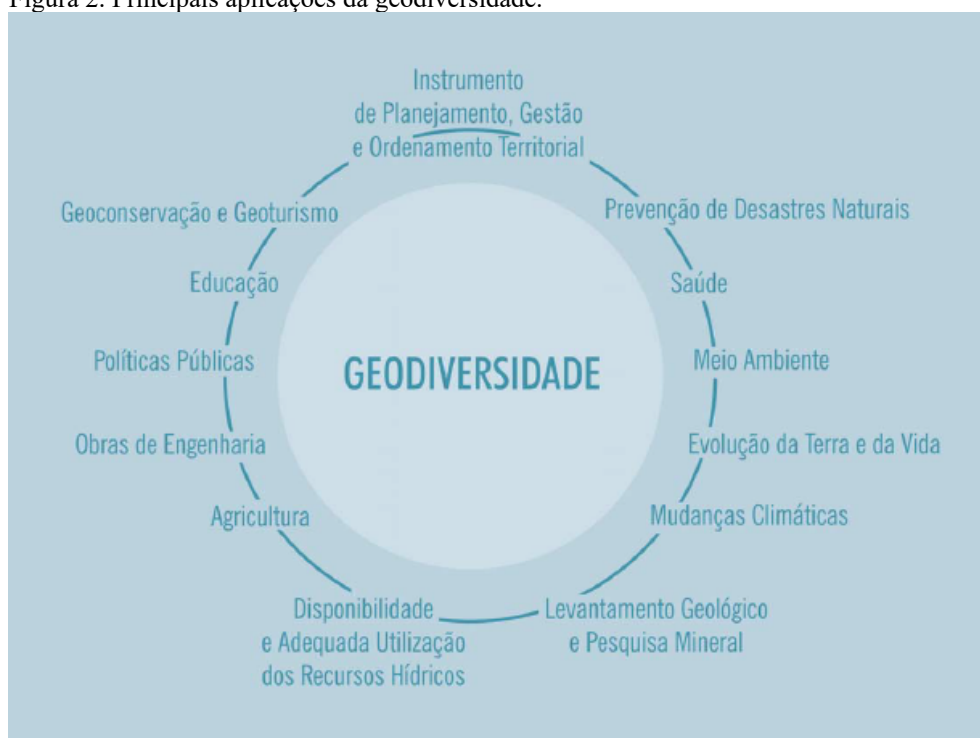 Figura 2. Principais aplicações da geodiversidade.
Instrumento
de Planejamento, Gestão
e Ordenamento Territorial
Geoconservação e Geoturismo
Prevenção de Desastres Naturais
Educação
Saúde
Políticas Públicas
GEODIVERSIDADE
Meio Ambiente
Obras de Engenharia
Evolução da Terra e da Vida
Agricultura
Mudanças Climáticas
Disponibilidade
e Adequada Utilização
dos Recursos Hídricos
Levantamento Geológico
e Pesquisa Mineral